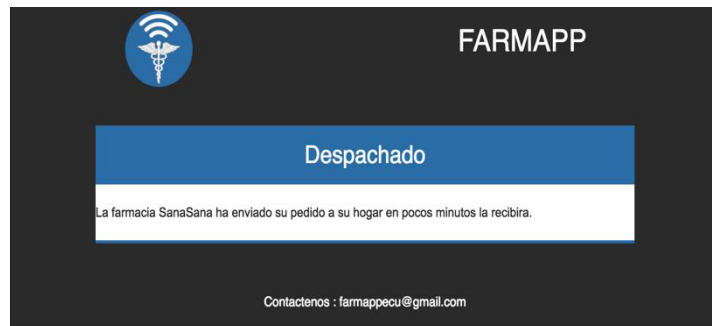 FARMAPP
Despachado
La farmacia SanaSana ha enviado su pedido a su hogar en pocos minutos la recibira.
Contactenos : farmappecu@gmail.com